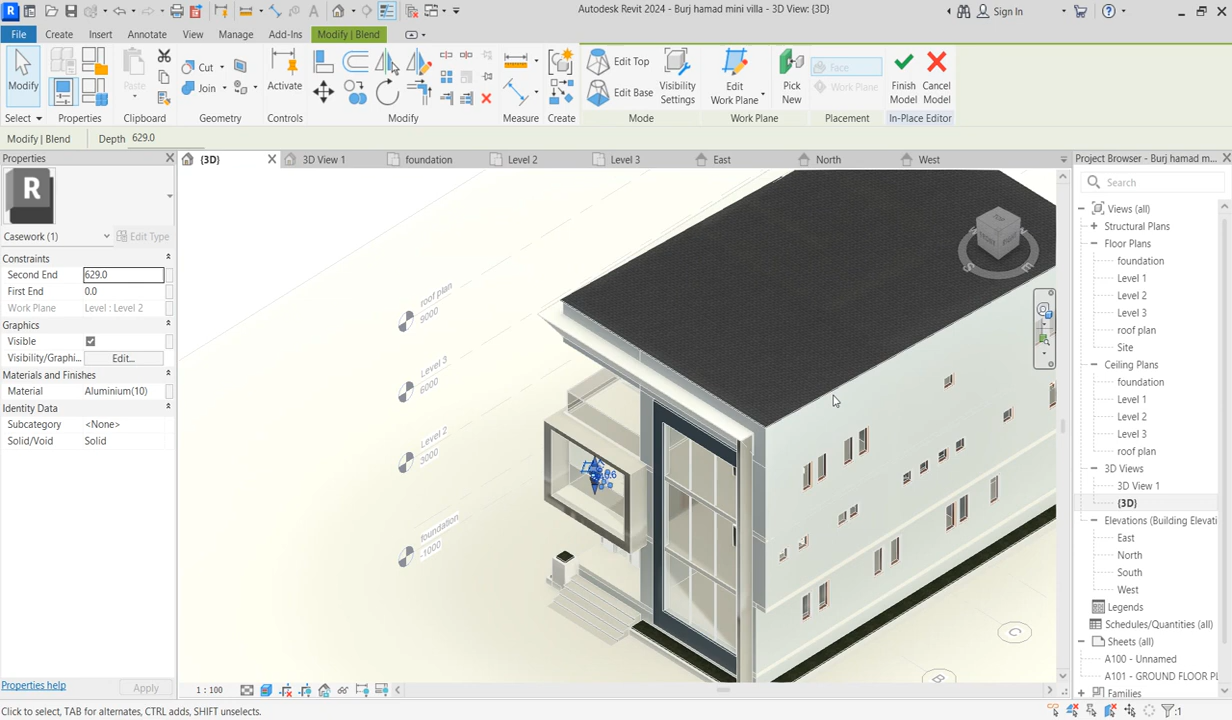 Autodesk Revit 2024 - Burj hamad mini villa - 3D View: {3D}
Sign In
File Create Insert Annotate View Manage Add-Ins Modify | Blend
Modify
Paste
Cut
Join
Activate
Edit Top
Edit Base
Visibility Settings
Edit Work Plane
Pick New
Face
Work Plane
Finish Model
Cancel Model
Select Properties Clipboard Geometry Controls Modify Measure Create Mode Work Plane Placement In-Place Editor
Modify | Blend Depth 629.0
Properties
{3D} 3D View 1 foundation Level 2 Level 3 East North West
R
Casework (1) Edit Type
Constraints
Second End 629.0
First End 0.0
Work Plane Level : Level 2
Graphics
Visible
Visibility/Graphi... Edit...
Materials and Finishes
Material Aluminium(10)
Identity Data
Subcategory <None>
Solid/Void Solid
Properties help Apply
roof plan
9000
Level 3
6000
Level 2
3000
foundation
-1000
TOP
FRONT
S
E
C
B
Project Browser - Burj hamad m...
Search
Views (all)
Structural Plans
Floor Plans
foundation
Level 1
Level 2
Level 3
roof plan
Site
Ceiling Plans
foundation
Level 1
Level 2
Level 3
roof plan
3D Views
3D View 1
{3D}
Elevations (Building Elevati
East
North
South
West
Legends
Schedules/Quantities (all)
Sheets (all)
A100 - Unnamed
A101 - GROUND FLOOR PL
Families
1 : 100
Click to select, TAB for alternates, CTRL adds, SHIFT unselects.
:1